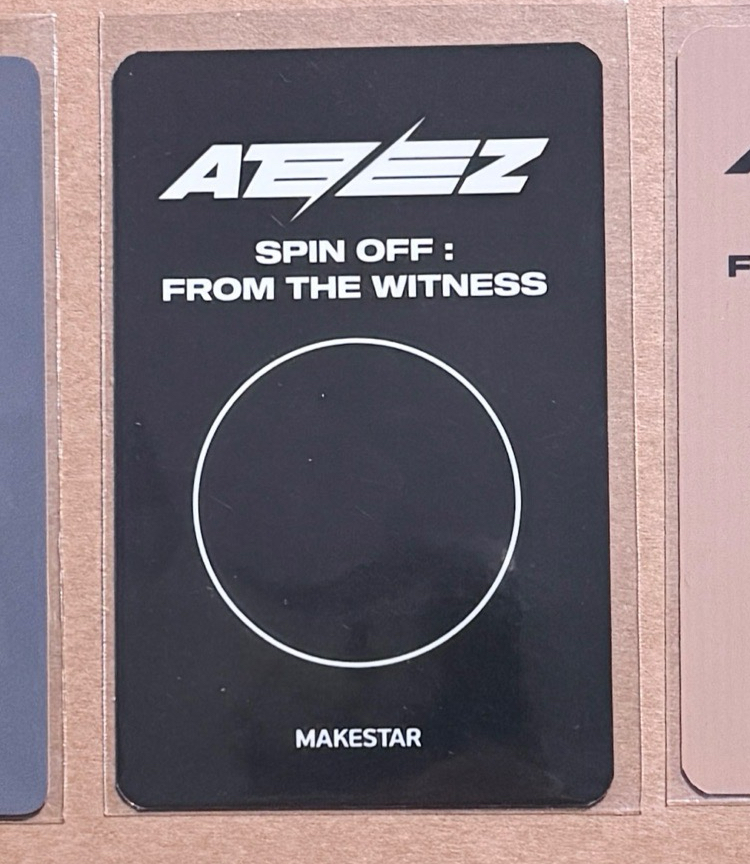 ATEEZ
SPIN OFF :
FROM THE WITNESS
MAKESTAR